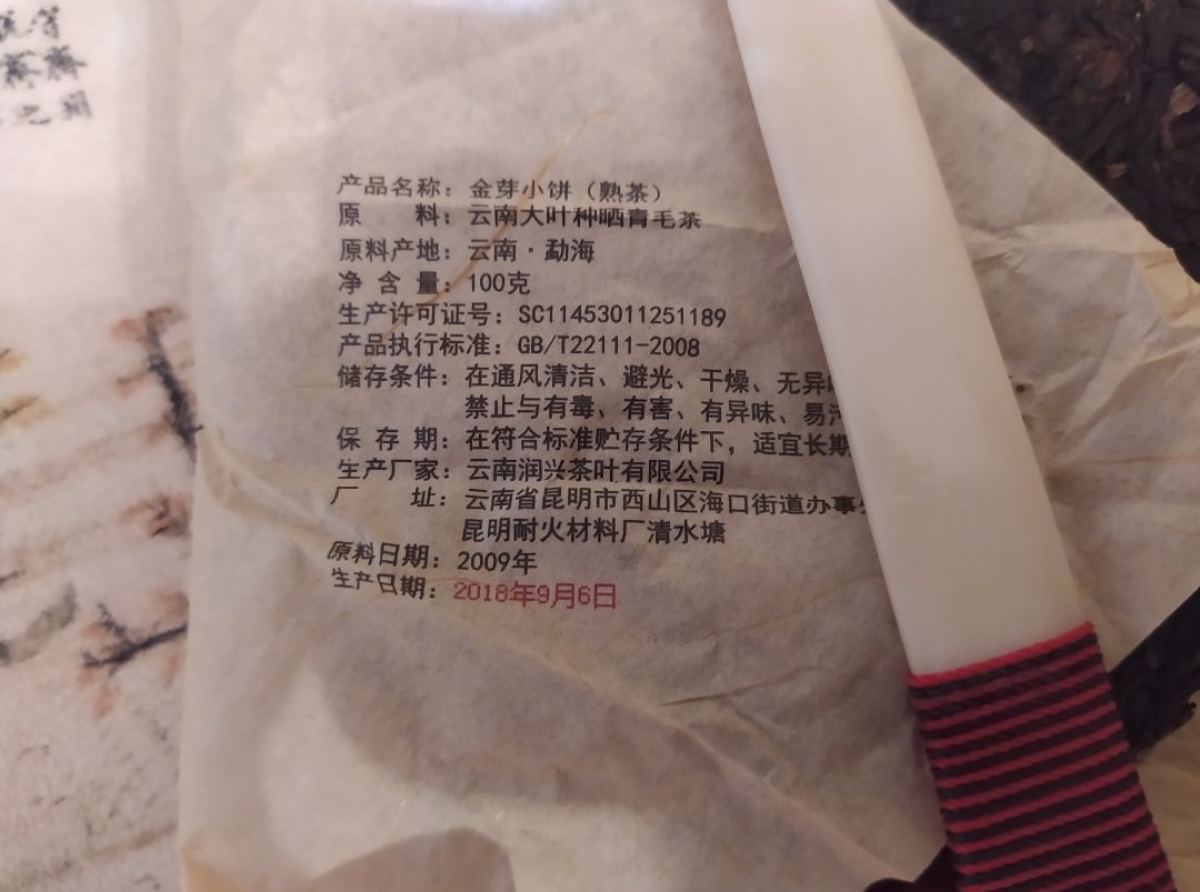 产品名称：金芽小饼（熟茶）
原　　料：云南大叶种晒青毛茶
原料产地：云南·勐海
净 含 量：100克
生产许可证号：SC11453011251189
产品执行标准：GB/T22111-2008
储存条件：在通风清洁、避光、干燥、无异
禁止与有毒、有害、有异味、易
保 存 期：在符合标准贮存条件下，适宜长期
生产厂家：云南润兴茶叶有限公司
厂　　址：云南省昆明市西山区海口街道办事
昆明耐火材料厂清水塘
原料日期：2009年
生产日期：2018年9月6日